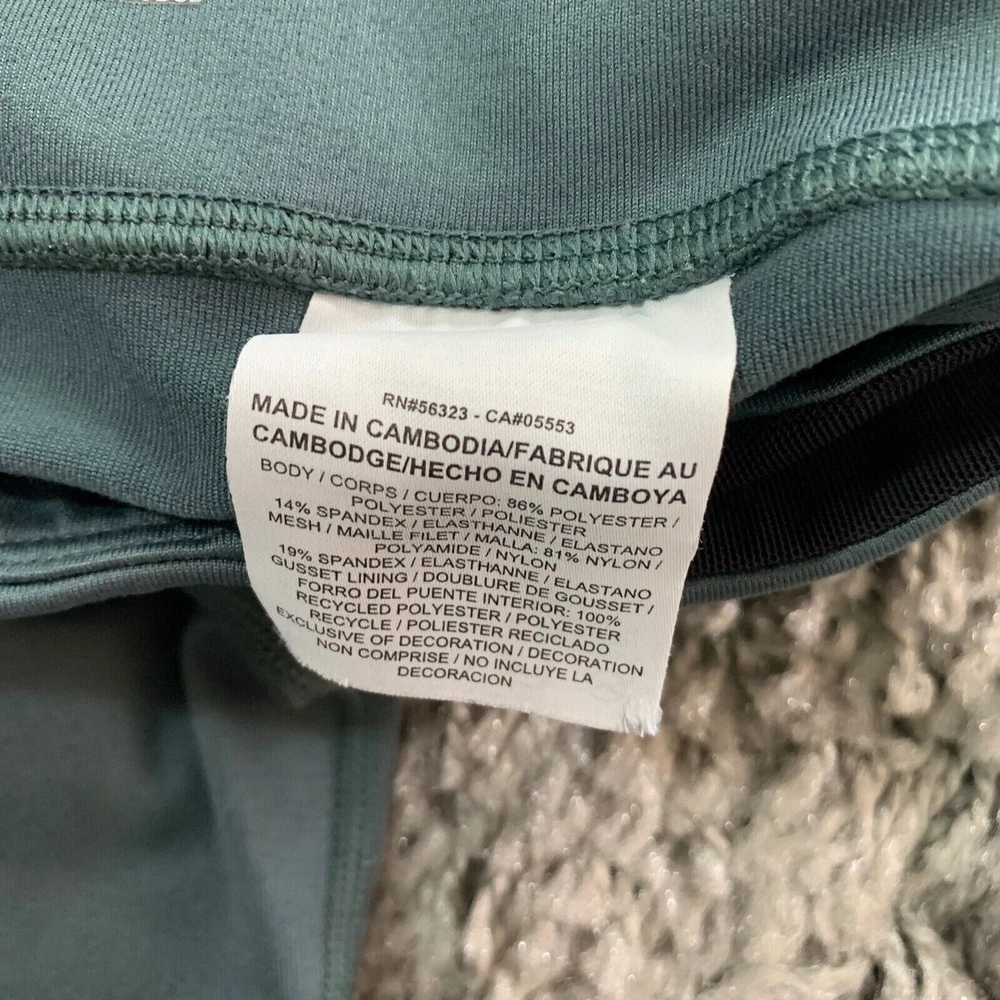 RN#56323 - CA#05553
MADE IN CAMBODIA/FABRIQUE AU
CAMBODGE/HECHO EN CAMBOYA
BODY / CORPS / CUERPO: 86% POLYESTER /
POLYESTER / POLIESTER
14% SPANDEX / ELASTHANNE / ELASTANO
MESH / MAILLE FILET / MALLA: 81% NYLON /
POLYAMIDE / NYLON
19% SPANDEX / ELASTHANNE / ELASTANO
GUSSET LINING / DOUBLURE DE GOUSSET /
FORRO DEL PUENTE INTERIOR: 100%
RECYCLED POLYESTER / POLYESTER
RECYCLE / POLIESTER RECICLADO
EXCLUSIVE OF DECORATION / DECORATION
NON COMPRISE / NO INCLUYE LA
DECORACION